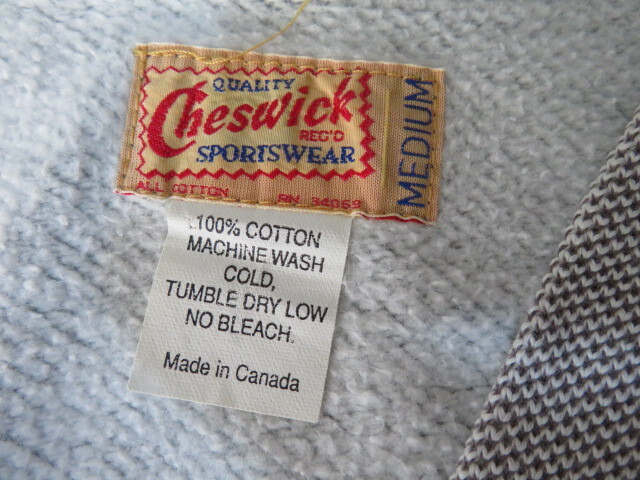 QUALITY
Cheswick
REG'D
SPORTSWEAR
ALL COTTON RN 34069
MEDIUM
100% COTTON
MACHINE WASH
COLD,
TUMBLE DRY LOW
NO BLEACH.
Made in Canada